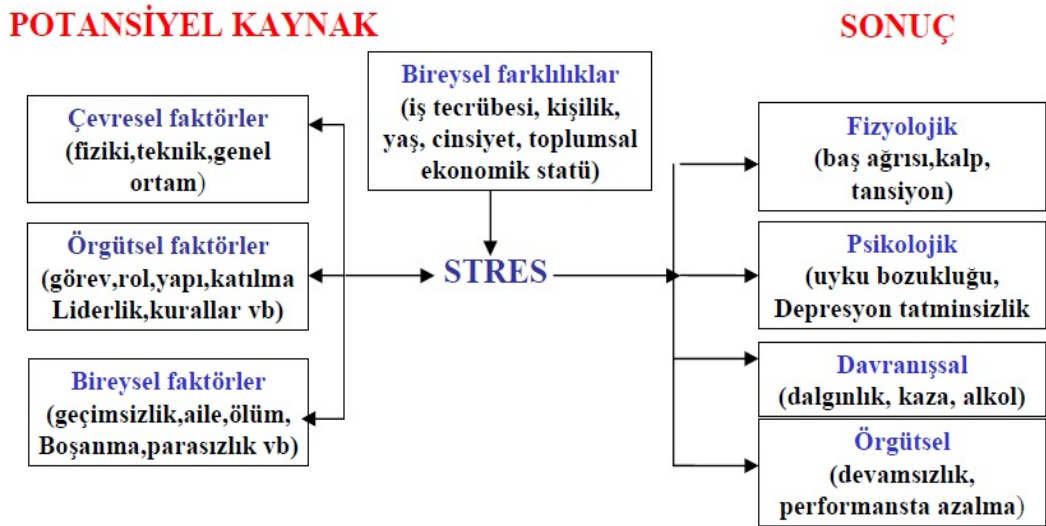 POTANSİYEL KAYNAK
SONUÇ
Bireysel farklılıklar
(iş tecrübesi, kişilik,
yaş, cinsiyet, toplumsal
ekonomik statü)
Çevresel faktörler
(fiziki,teknik,genel
ortam)
Örgütsel faktörler
(görev,rol,yapı,katılma
Liderlik,kurallar vb)
Bireysel faktörler
(geçimsizlik,aile,ölüm,
Boşanma,parasızlık vb)
STRES
Fizyolojik
(baş ağrısı,kalp,
tansiyon)
Psikolojik
(uyku bozukluğu,
Depresyon tatminsizlik
Davranışsal
(dalgınlık, kaza, alkol)
Örgütsel
(devamsızlık,
performansta azalma)